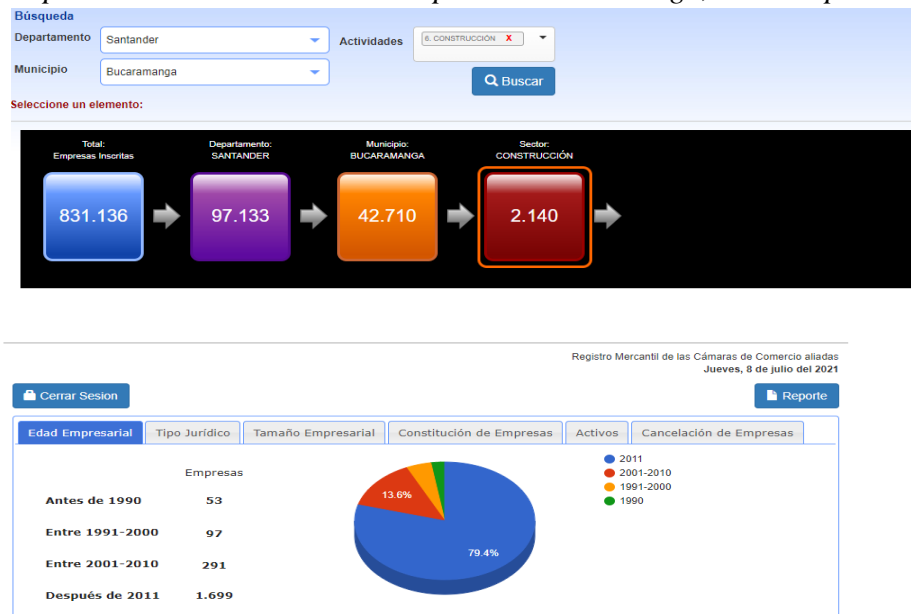 Búsqueda
Departamento Santander Actividades 6. CONSTRUCCIÓN X
Municipio Bucaramanga Buscar
Seleccione un elemento:
Total: Departamento: Municipio: Sector:
Empresas Inscritas SANTANDER BUCARAMANGA CONSTRUCCIÓN
831.136 97.133 42.710 2.140
Registro Mercantil de las Cámaras de Comercio aliadas
Jueves, 8 de julio del 2021
Cerrar Sesion Reporte
Edad Empresarial Tipo Jurídico Tamaño Empresarial Constitución de Empresas Activos Cancelación de Empresas
Empresas
Antes de 1990 53
Entre 1991-2000 97
Entre 2001-2010 291
Después de 2011 1.699
13.6%
79.4%
2011
2001-2010
1991-2000
1990